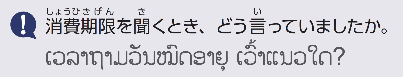 消費期限を聞くとき、どう言っていましたか。
ເວລາຖາມວັນໝົດອາຍຸ ເວົ້າແນວໃດ?